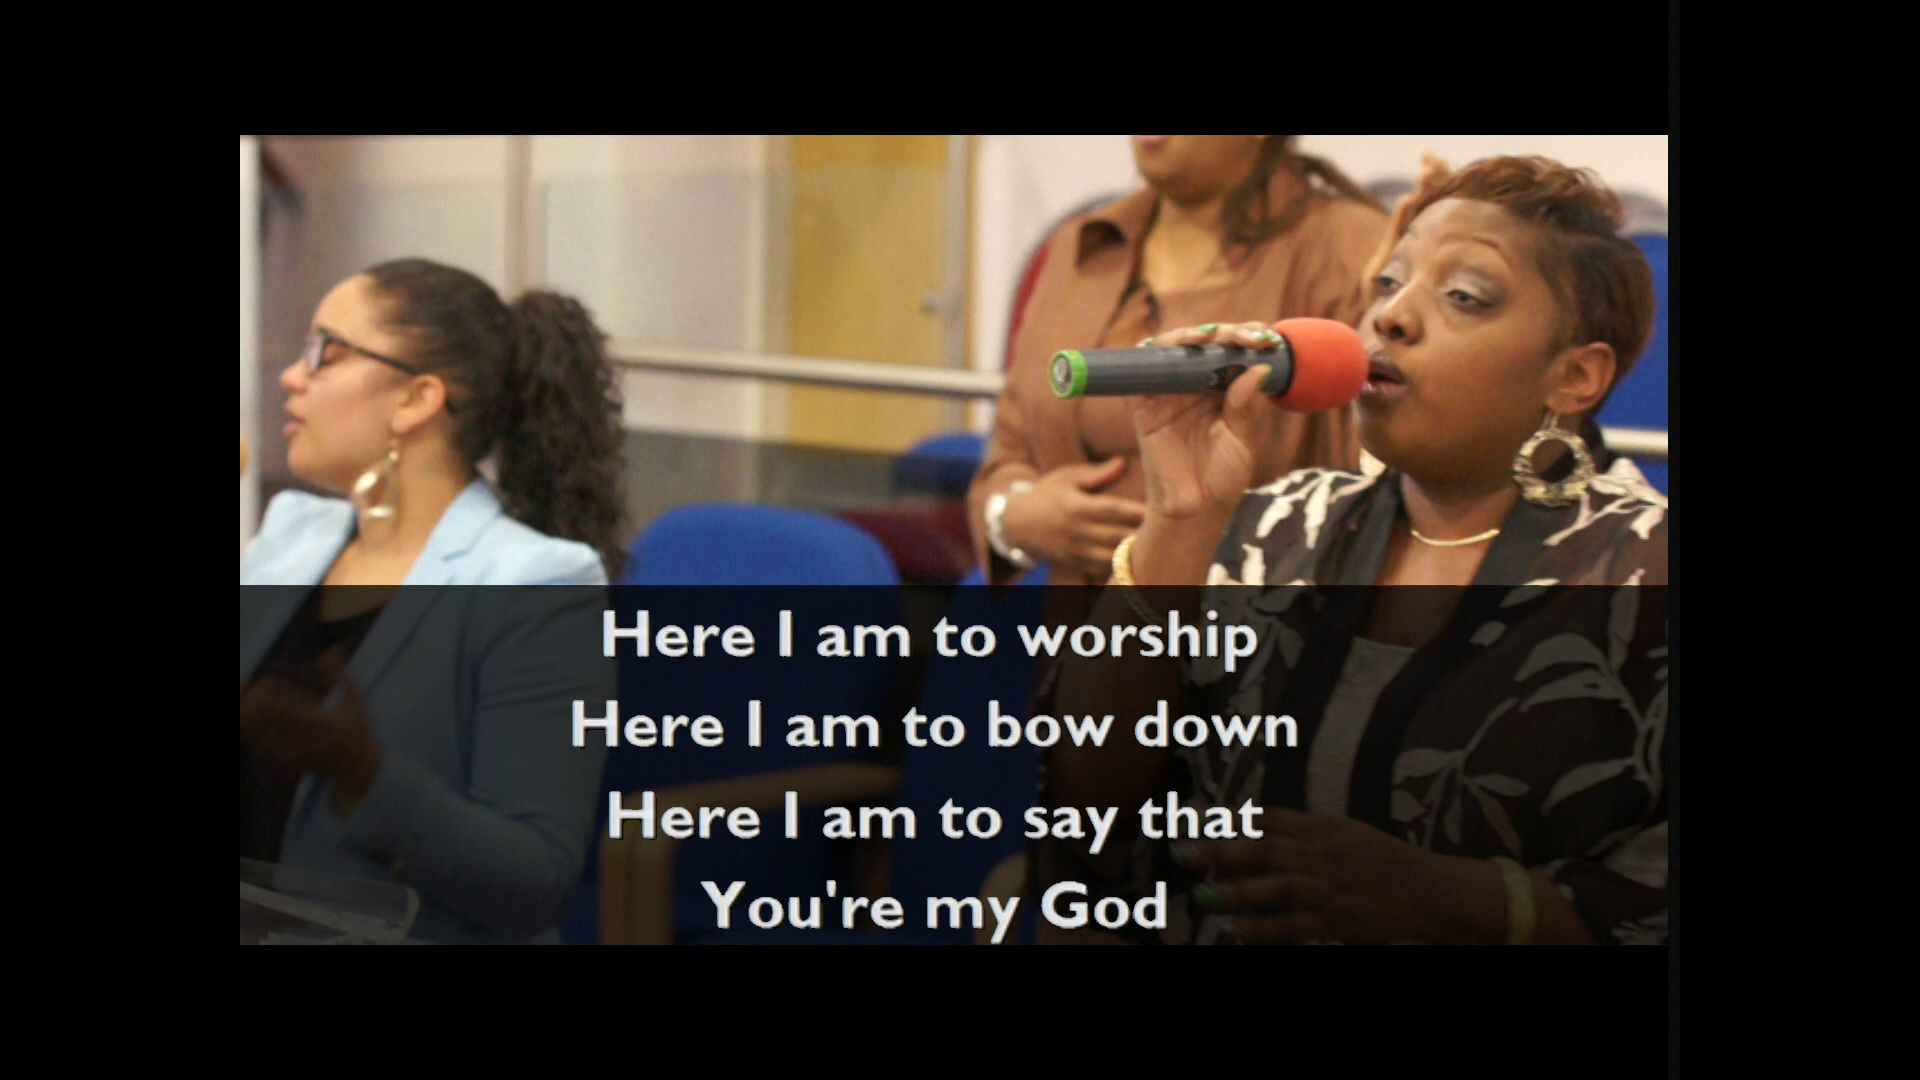 Here I am to worship
Here I am to bow down
Here I am to say that
You're my God